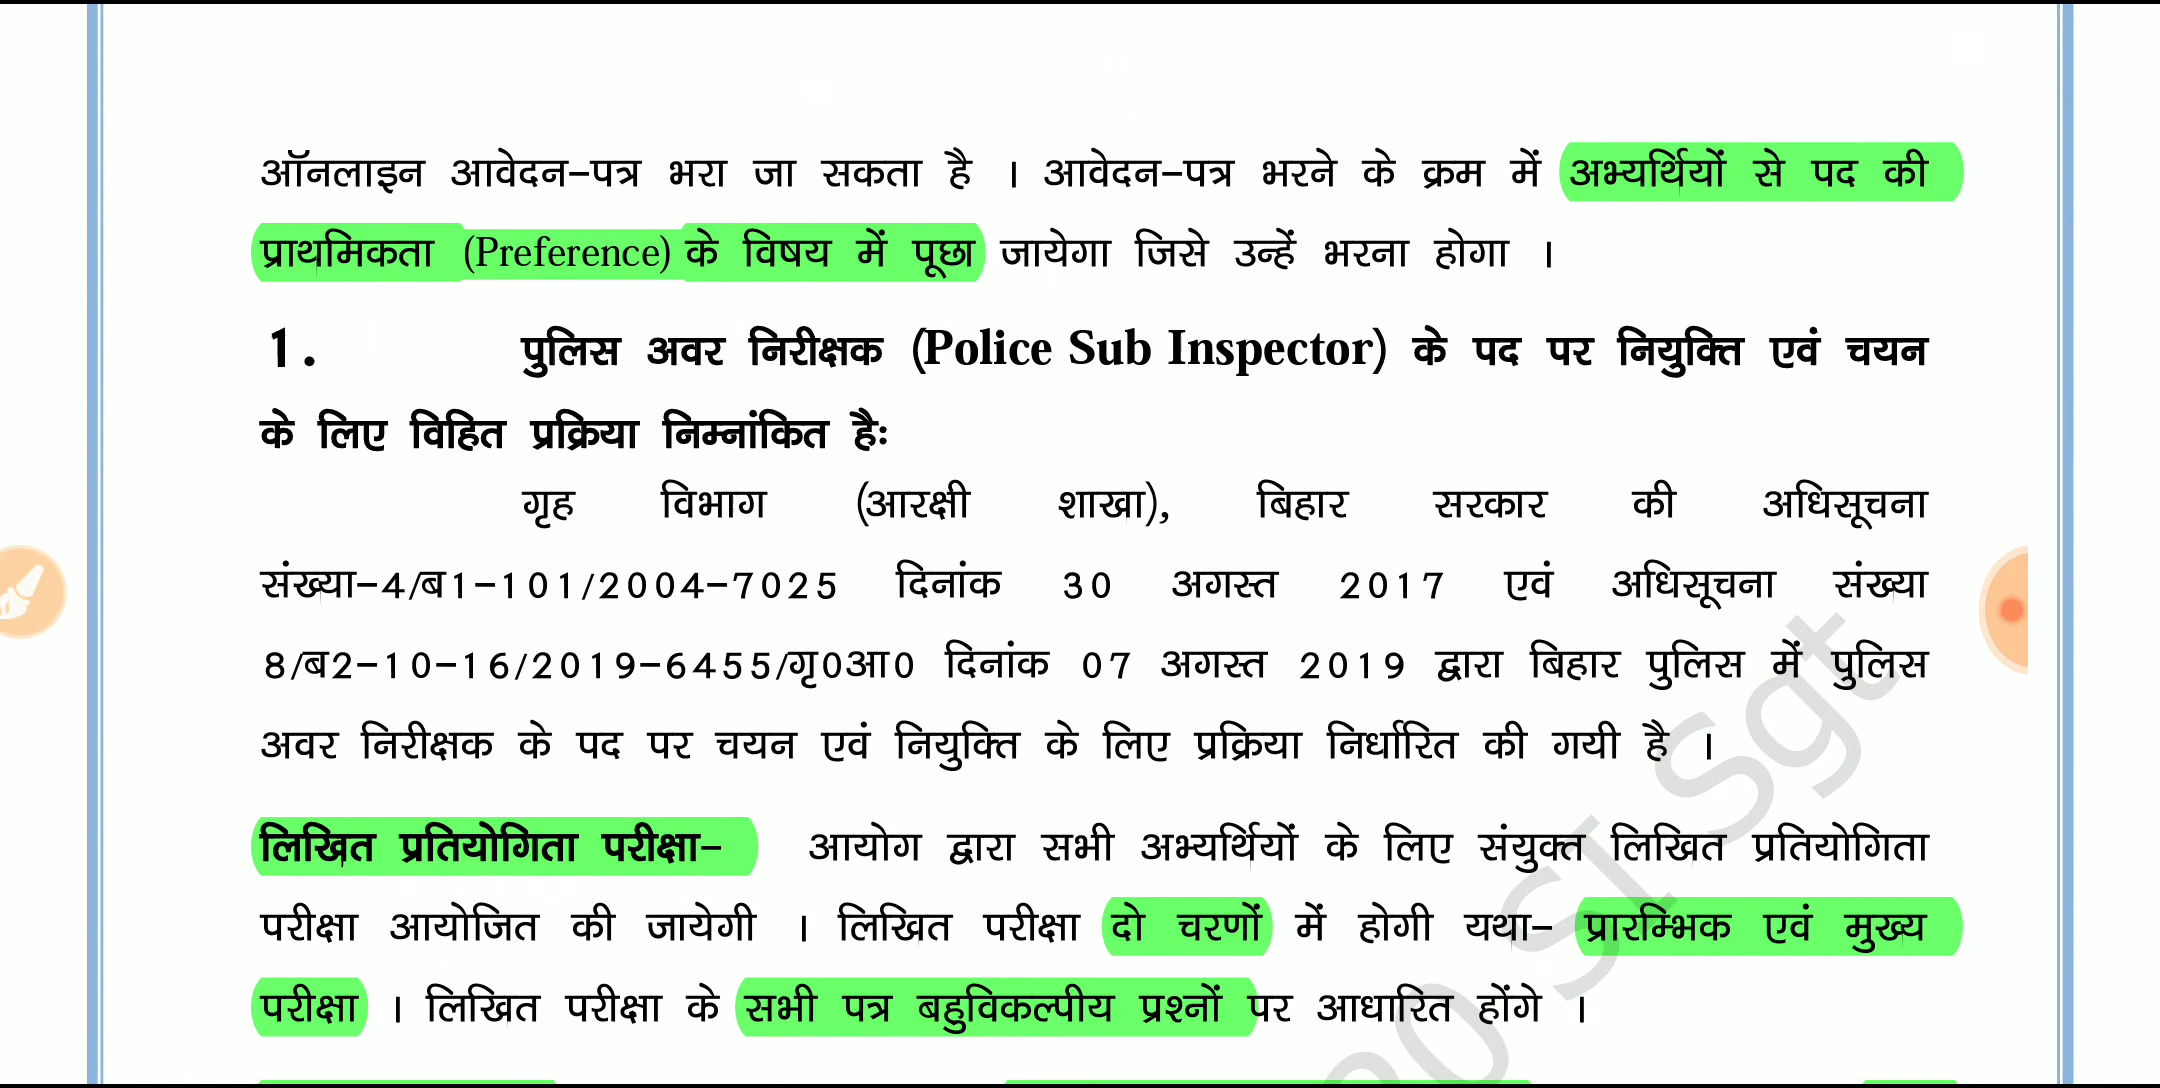 ऑनलाइन आवेदन–पत्र भरा जा सकता है । आवेदन–पत्र भरने के क्रम में अभ्यर्थियों से पद की
प्राथमिकता (Preference) के विषय में पूछा जायेगा जिसे उन्हें भरना होगा ।
1. पुलिस अवर निरीक्षक (Police Sub Inspector) के पद पर नियुक्ति एवं चयन
के लिए विहित प्रक्रिया निम्नांकित हैः
गृह विभाग (आरक्षी शाखा), बिहार सरकार की अधिसूचना
संख्या–4/ब1–101/2004–7025 दिनांक 30 अगस्त 2017 एवं अधिसूचना संख्या
8/ब2–10–16/2019–6455/गृ0आ0 दिनांक 07 अगस्त 2019 द्वारा बिहार पुलिस में पुलिस
अवर निरीक्षक के पद पर चयन एवं नियुक्ति के लिए प्रक्रिया निर्धारित की गयी है ।
लिखित प्रतियोगिता परीक्षा– आयोग द्वारा सभी अभ्यर्थियों के लिए संयुक्त लिखित प्रतियोगिता
परीक्षा आयोजित की जायेगी । लिखित परीक्षा दो चरणों में होगी यथा– प्रारम्भिक एवं मुख्य
परीक्षा । लिखित परीक्षा के सभी पत्र बहुविकल्पीय प्रश्नों पर आधारित होंगे ।
SI Sgt